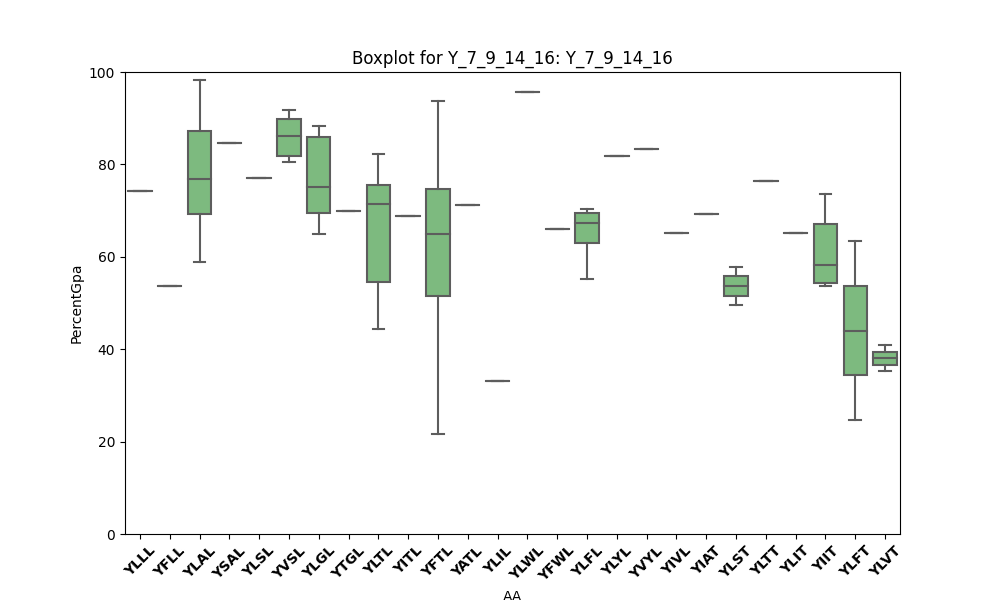 Boxplot for Y_7_9_14_16: Y_7_9_14_16
100
80
60
40
20
0
PercentGpa
YLLL YFLL YLAL YSAL YLSL YVSL YLGL YTGL YLTL YITL YFTL YATL YLIL YLWL YFWL YLFL YLYL YVYL YIVL YIAT YLST YLTT YLIT YIIT YLFT YLVT
AA